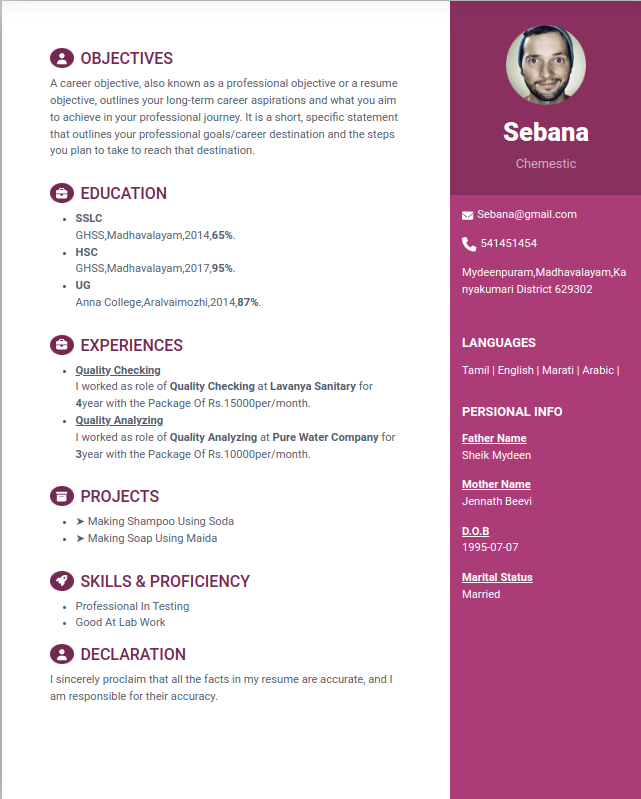 OBJECTIVES
A career objective, also known as a professional objective or a resume
objective, outlines your long-term career aspirations and what you aim
to achieve in your professional journey. It is a short, specific statement
that outlines your professional goals/career destination and the steps
you plan to take to reach that destination.
EDUCATION
• SSLC
GHSS,Madhavalayam,2014,65%.
• HSC
GHSS,Madhavalayam,2017,95%.
• UG
Anna College,Aralvaimozhi,2014,87%.
EXPERIENCES
• Quality Checking
I worked as role of Quality Checking at Lavanya Sanitary for
4year with the Package Of Rs.15000per/month.
• Quality Analyzing
I worked as role of Quality Analyzing at Pure Water Company for
3year with the Package Of Rs.10000per/month.
PROJECTS
• ➤ Making Shampoo Using Soda
• ➤ Making Soap Using Maida
SKILLS & PROFICIENCY
• Professional In Testing
• Good At Lab Work
DECLARATION
I sincerely proclaim that all the facts in my resume are accurate, and I
am responsible for their accuracy.
Sebana
Chemestic
Sebana@gmail.com
541451454
Mydeenpuram,Madhavalayam,Ka
nyakumari District 629302
LANGUAGES
Tamil | English | Marati | Arabic |
PERSIONAL INFO
Father Name
Sheik Mydeen
Mother Name
Jennath Beevi
D.O.B
1995-07-07
Marital Status
Married